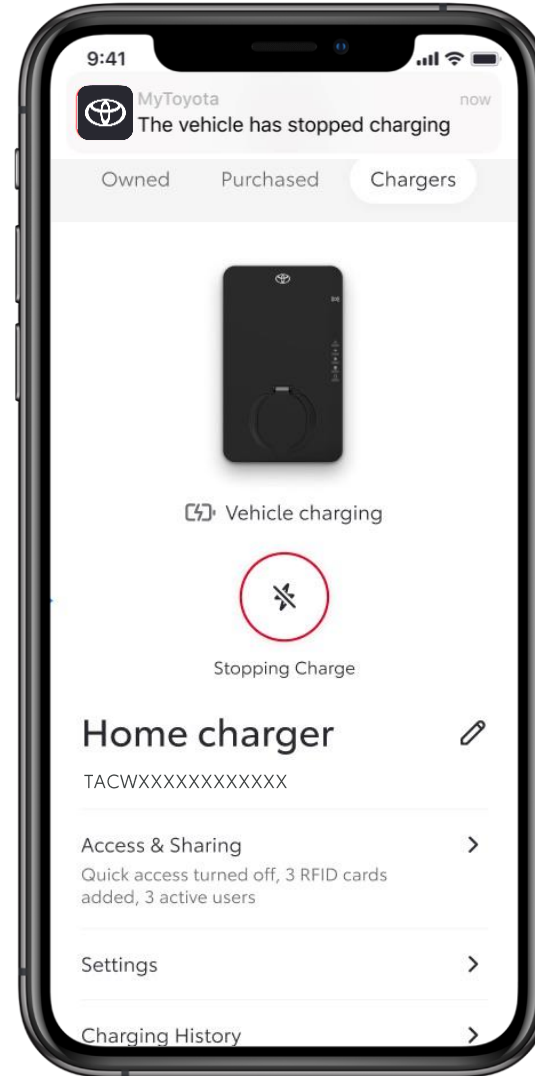 9:41
MyToyota
now
The vehicle has stopped charging
Owned
Purchased
Chargers
Vehicle charging
Stopping Charge
Home charger
TACWXXXXXXXXXXXX
Access & Sharing
Quick access turned off, 3 RFID cards
added, 3 active users
Settings
Charging History